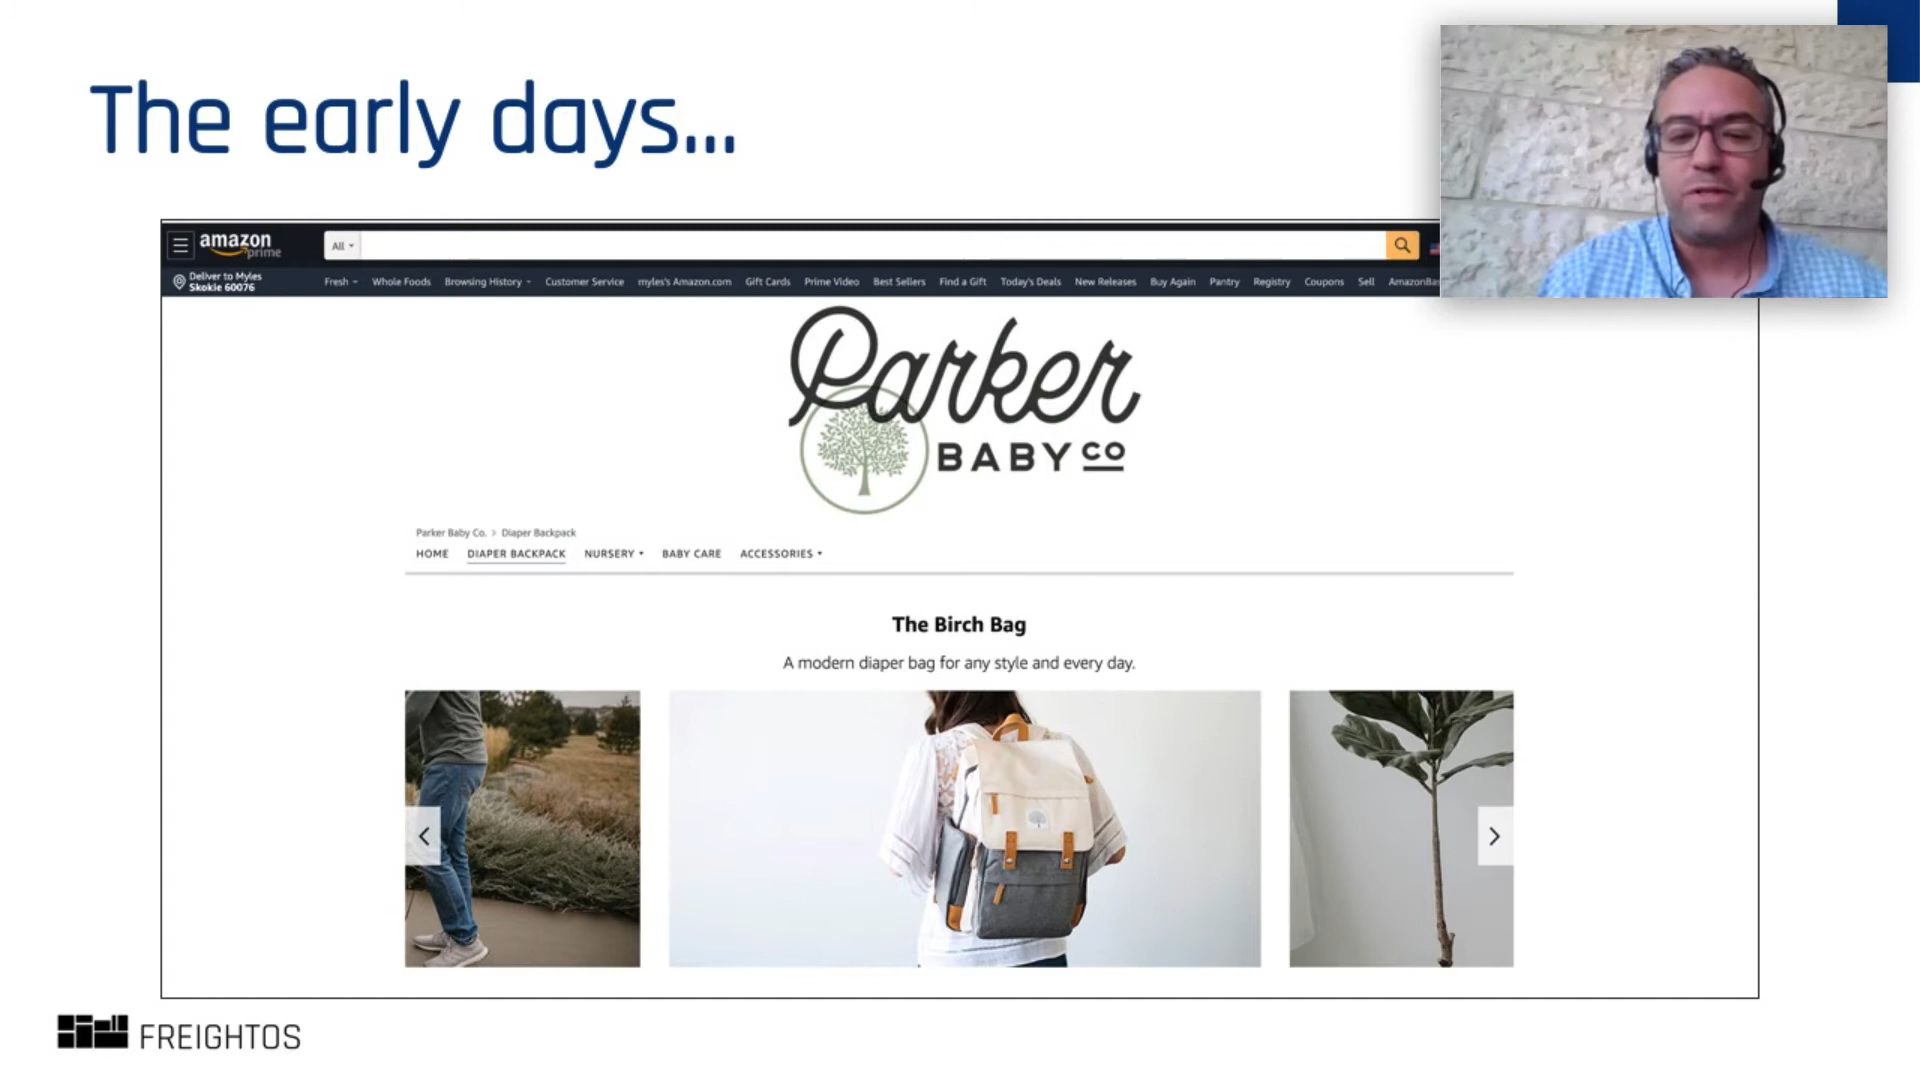 The early days...
amazon
prime
All
Deliver to Myles
Skokie 60076
Fresh Whole Foods Browsing History Customer Service myles's Amazon.com Gift Cards Prime Video Best Sellers Find a Gift Today's Deals New Releases Buy Again Pantry Registry Coupons Sell AmazonBas
Parker
BABY CO
Parker Baby Co. > Diaper Backpack
HOME DIAPER BACKPACK NURSERY BABY CARE ACCESSORIES
The Birch Bag
A modern diaper bag for any style and every day.
FREIGHTOS